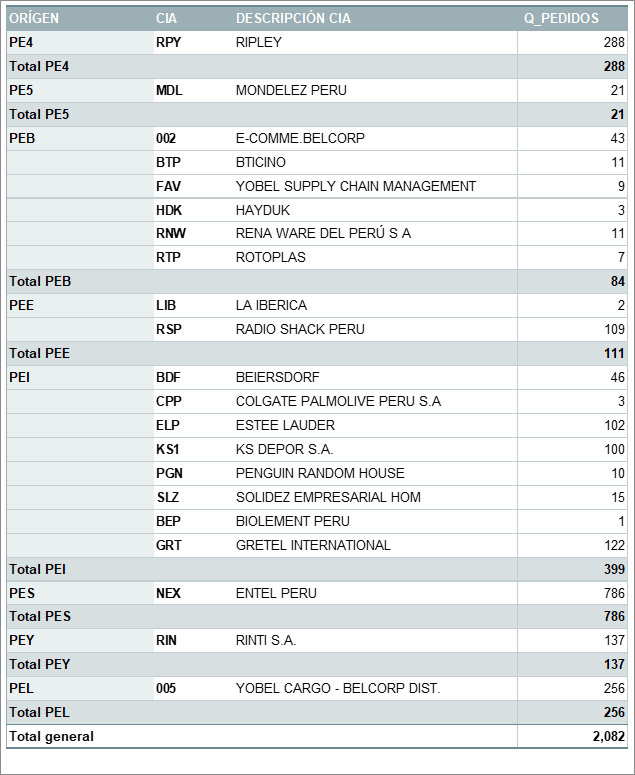 ORÍGEN CIA DESCRIPCIÓN CIA Q_PEDIDOS
PE4 RPY RIPLEY 288
Total PE4 288
PE5 MDL MONDELEZ PERU 21
Total PE5 21
PEB 002 E-COMME.BELCORP 43
BTP BTICINO 11
FAV YOBEL SUPPLY CHAIN MANAGEMENT 9
HDK HAYDUK 3
RNW RENA WARE DEL PERÚ S A 11
RTP ROTOPLAS 7
Total PEB 84
PEE LIB LA IBERICA 2
RSP RADIO SHACK PERU 109
Total PEE 111
PEI BDF BEIERSDORF 46
CPP COLGATE PALMOLIVE PERU S.A 3
ELP ESTEE LAUDER 102
KS1 KS DEPOR S.A. 100
PGN PENGUIN RANDOM HOUSE 10
SLZ SOLIDEZ EMPRESARIAL HOM 15
BEP BIOLEMENT PERU 1
GRT GRETEL INTERNATIONAL 122
Total PEI 399
PES NEX ENTEL PERU 786
Total PES 786
PEY RIN RINTI S.A. 137
Total PEY 137
PEL 005 YOBEL CARGO - BELCORP DIST. 256
Total PEL 256
Total general 2,082